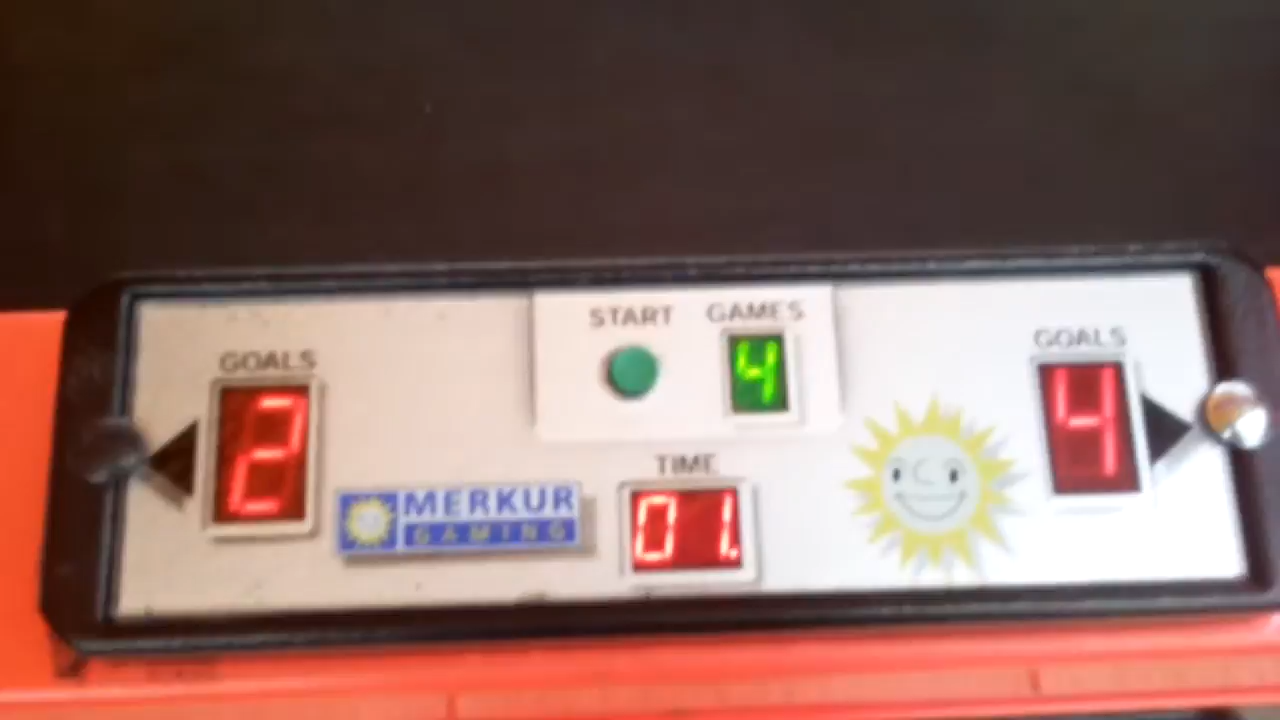 START GAMES
4
GOALS
2
GOALS
4
TIME
01.
MERKUR
GAMING